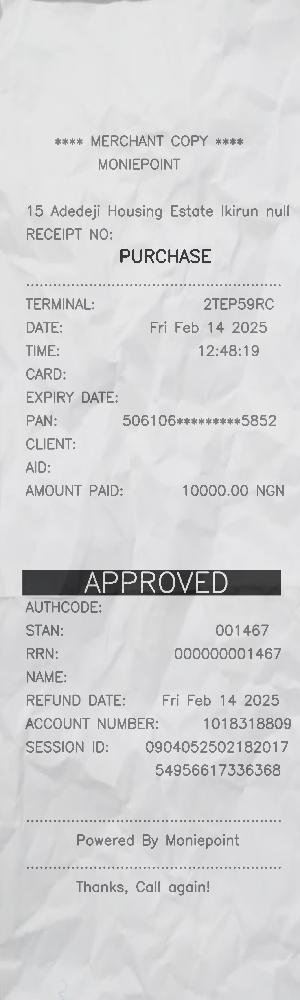 **** MERCHANT COPY ****
MONIEPOINT
15 Adedeji Housing Estate Ikirun null
RECEIPT NO:
PURCHASE
TERMINAL: 2TEP59RC
DATE: Fri Feb 14 2025
TIME: 12:48:19
CARD:
EXPIRY DATE:
PAN: 506106*********5852
CLIENT:
AID:
AMOUNT PAID: 10000.00 NGN
APPROVED
AUTHCODE:
STAN: 001467
RRN: 000000001467
NAME:
REFUND DATE: Fri Feb 14 2025
ACCOUNT NUMBER: 1018318809
SESSION ID: 0904052502182017
54956617336368
Powered By Moniepoint
Thanks, Call again!